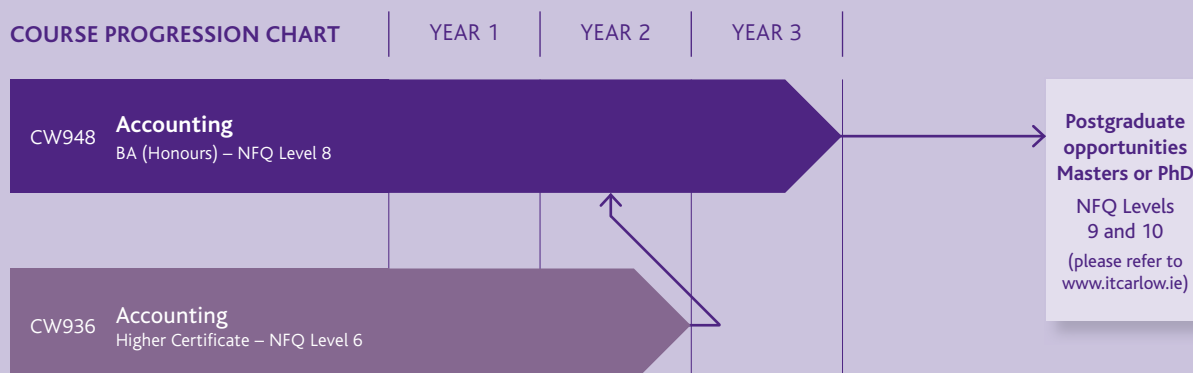 COURSE PROGRESSION CHART
YEAR 1
YEAR 2
YEAR 3
CW948
Accounting
BA (Honours) – NFQ Level 8
Postgraduate
opportunities
Masters or PhD
NFQ Levels
9 and 10
(please refer to
www.itcarlow.ie)
CW936
Accounting
Higher Certificate – NFQ Level 6